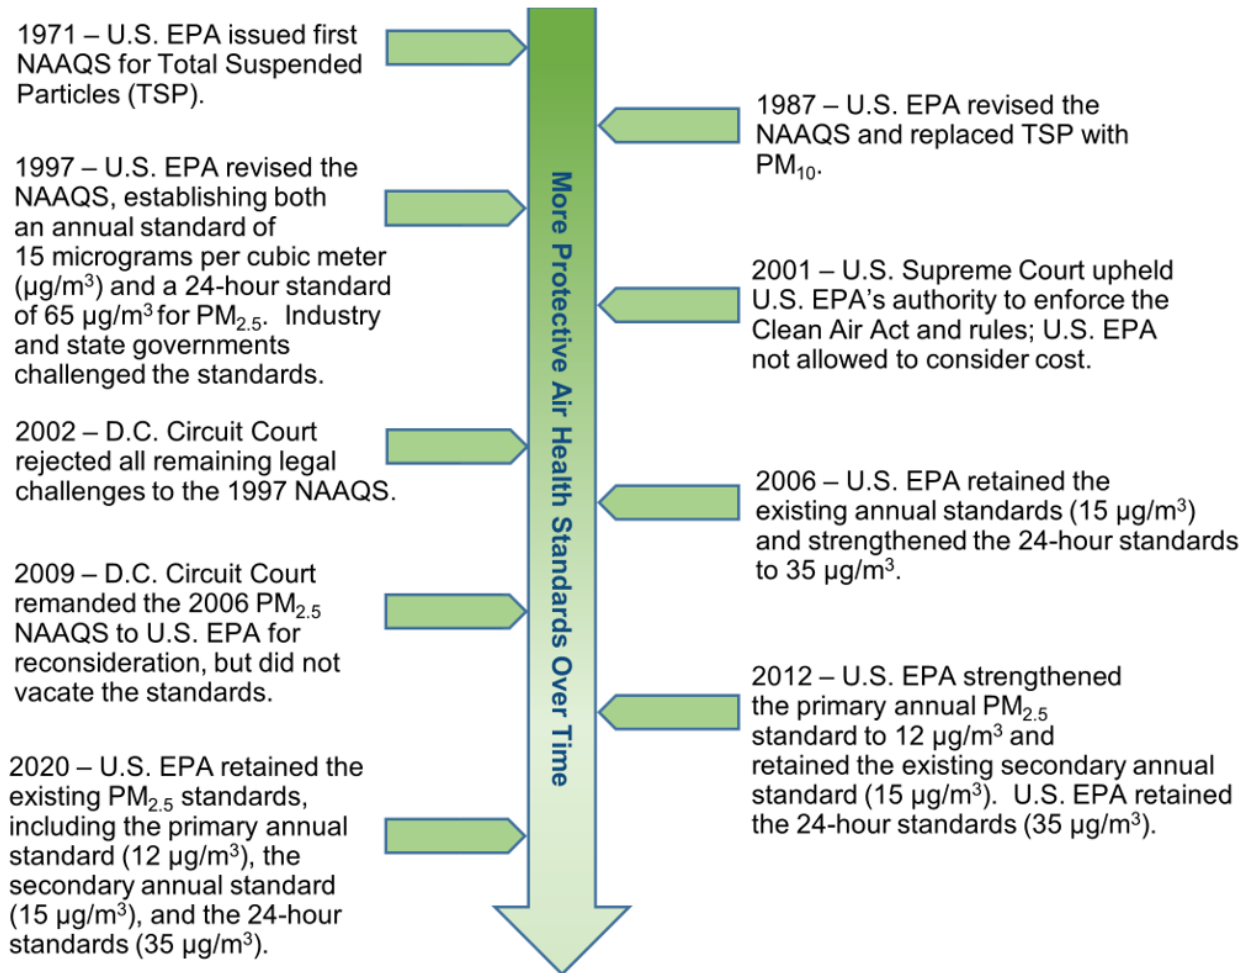 1971 – U.S. EPA issued first
NAAQS for Total Suspended
Particles (TSP).
1987 – U.S. EPA revised the
NAAQS and replaced TSP with
PM₁₀.
1997 – U.S. EPA revised the
NAAQS, establishing both
an annual standard of
15 micrograms per cubic meter
(µg/m³) and a 24-hour standard
of 65 µg/m³ for PM₂.₅.  Industry
and state governments
challenged the standards.
2001 – U.S. Supreme Court upheld
U.S. EPA’s authority to enforce the
Clean Air Act and rules; U.S. EPA
not allowed to consider cost.
2002 – D.C. Circuit Court
rejected all remaining legal
challenges to the 1997 NAAQS.
2006 – U.S. EPA retained the
existing annual standards (15 µg/m³)
and strengthened the 24-hour standards
to 35 µg/m³.
2009 – D.C. Circuit Court
remanded the 2006 PM₂.₅
NAAQS to U.S. EPA for
reconsideration, but did not
vacate the standards.
2012 – U.S. EPA strengthened
the primary annual PM₂.₅
standard to 12 µg/m³ and
retained the existing secondary annual
standard (15 µg/m³).  U.S. EPA retained
the 24-hour standards (35 µg/m³).
2020 – U.S. EPA retained the
existing PM₂.₅ standards,
including the primary annual
standard (12 µg/m³), the
secondary annual standard
(15 µg/m³), and the 24-hour
standards (35 µg/m³).
More Protective Air Health Standards Over Time